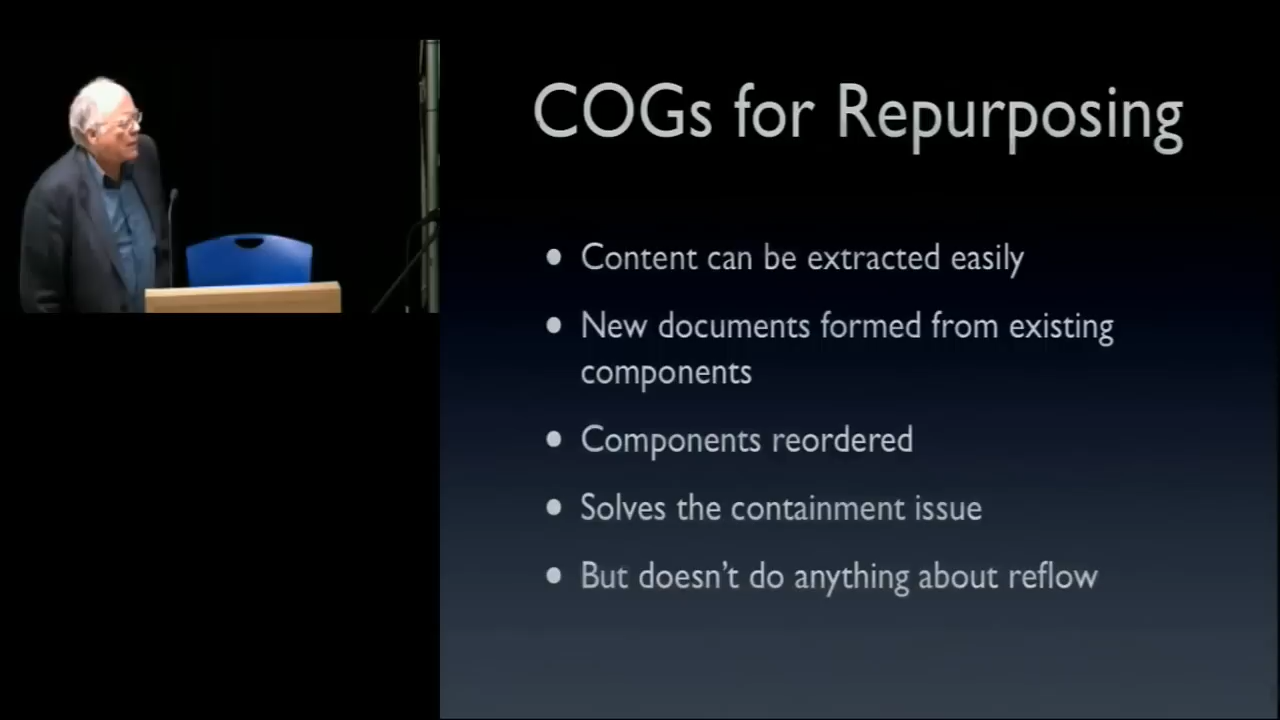 COGs for Repurposing
• Content can be extracted easily
• New documents formed from existing
components
• Components reordered
• Solves the containment issue
• But doesn't do anything about reflow